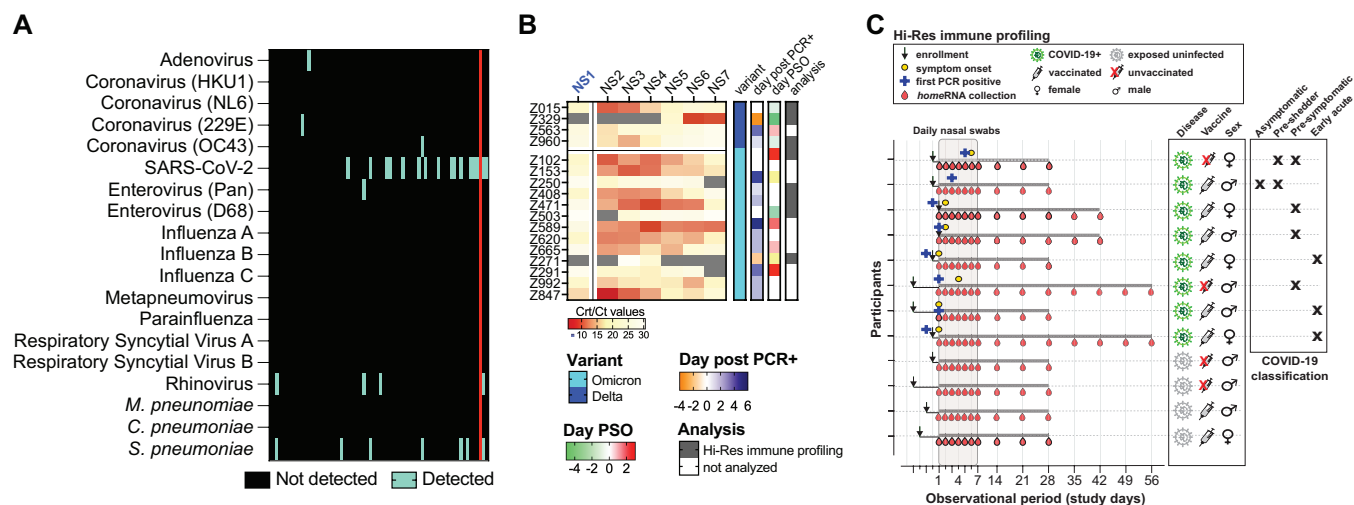 A
Adenovirus
Coronavirus (HKU1)
Coronavirus (NL6)
Coronavirus (229E)
Coronavirus (OC43)
SARS-CoV-2
Enterovirus (Pan)
Enterovirus (D68)
Influenza A
Influenza B
Influenza C
Metapneumovirus
Parainfluenza
Respiratory Syncytial Virus A
Respiratory Syncytial Virus B
Rhinovirus
M. pneunomiae
C. pneumoniae
S. pneumoniae
Not detected Detected
B
NS1 NS2 NS3 NS4 NS5 NS6 NS7 variant day post PCR+ day PSO analysis
Z015
Z329
Z563
Z960
Z102
Z153
Z250
Z408
Z471
Z503
Z589
Z620
Z665
Z271
Z291
Z992
Z847
Crt/Ct values
10 15 20 25 30
Variant
Omicron
Delta
Day post PCR+
-4 -2 0 2 4 6
Day PSO
-4 -2 0 2
Analysis
Hi-Res immune profiling
not analyzed
C
Hi-Res immune profiling
enrollment
symptom onset
first PCR positive
homeRNA collection
COVID-19+
vaccinated
female
exposed uninfected
unvaccinated
male
Daily nasal swabs
Disease Vaccine Sex Asymptomatic Pre-shedder Pre-symptomatic Early acute
x x
x x
x
x
x
x
x
x
COVID-19
classification
Participants
1 4 7 14 21 28 35 42 49 56
Observational period (study days)